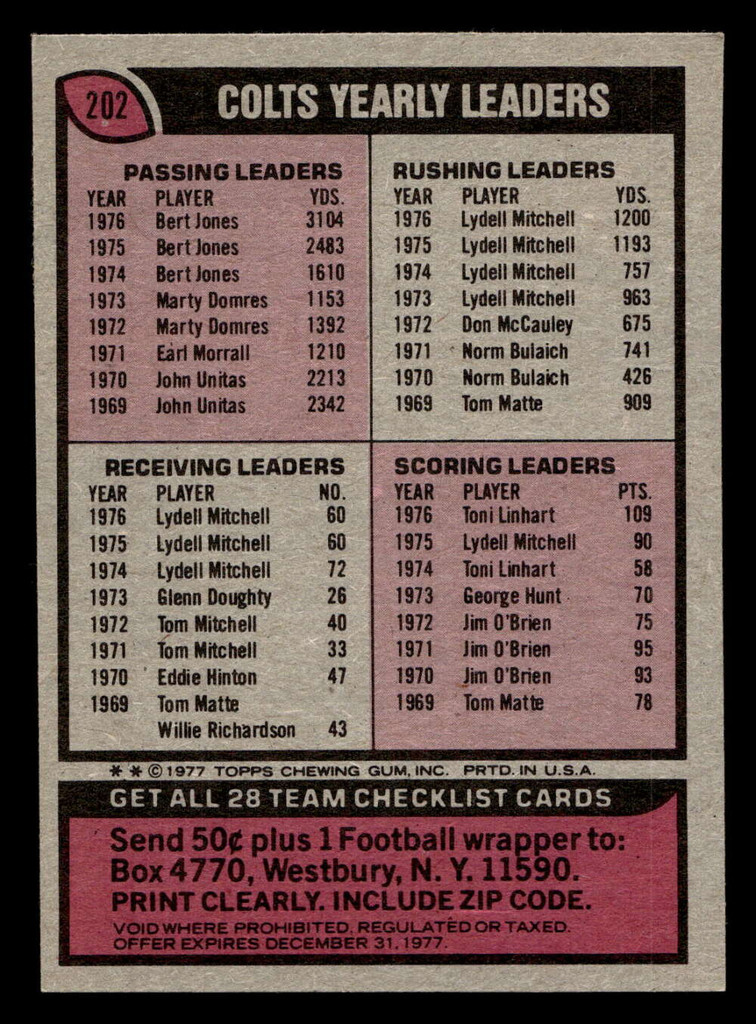 202
COLTS YEARLY LEADERS
PASSING LEADERS
YEAR PLAYER YDS.
1976 Bert Jones 3104
1975 Bert Jones 2483
1974 Bert Jones 1610
1973 Marty Domres 1153
1972 Marty Domres 1392
1971 Earl Morrall 1210
1970 John Unitas 2213
1969 John Unitas 2342
RUSHING LEADERS
YEAR PLAYER YDS.
1976 Lydell Mitchell 1200
1975 Lydell Mitchell 1193
1974 Lydell Mitchell 757
1973 Lydell Mitchell 963
1972 Don McCauley 675
1971 Norm Bulaich 741
1970 Norm Bulaich 426
1969 Tom Matte 909
RECEIVING LEADERS
YEAR PLAYER NO.
1976 Lydell Mitchell 60
1975 Lydell Mitchell 60
1974 Lydell Mitchell 72
1973 Glenn Doughty 26
1972 Tom Mitchell 40
1971 Tom Mitchell 33
1970 Eddie Hinton 47
1969 Tom Matte
Willie Richardson 43
SCORING LEADERS
YEAR PLAYER PTS.
1976 Toni Linhart 109
1975 Lydell Mitchell 90
1974 Toni Linhart 58
1973 George Hunt 70
1972 Jim O'Brien 75
1971 Jim O'Brien 95
1970 Jim O'Brien 93
1969 Tom Matte 78
* * © 1977 TOPPS CHEWING GUM, INC. PRTD. IN U.S.A.
GET ALL 28 TEAM CHECKLIST CARDS
Send 50¢ plus 1 Football wrapper to:
Box 4770, Westbury, N. Y. 11590.
PRINT CLEARLY. INCLUDE ZIP CODE.
VOID WHERE PROHIBITED, REGULATED OR TAXED.
OFFER EXPIRES DECEMBER 31, 1977.